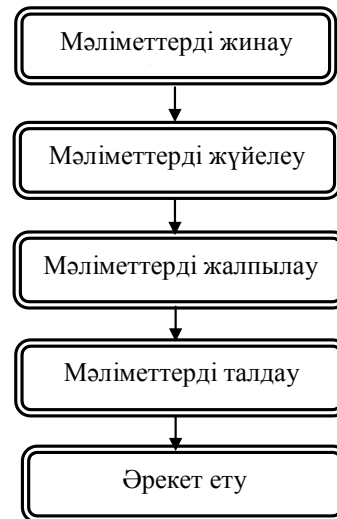 Мәліметтерді жинау
Мәліметтерді жүйелеу
Мәліметтерді жалпылау
Мәліметтерді талдау
Әрекет ету